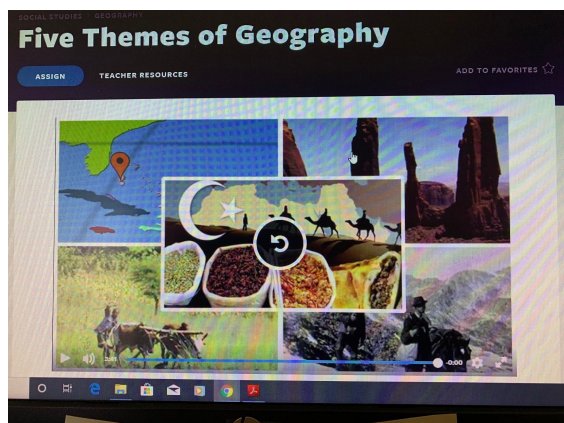 SOCIAL STUDIES GEOGRAPHY
Five Themes of Geography
ASSIGN
TEACHER RESOURCES
ADD TO FAVORITES
-0:00